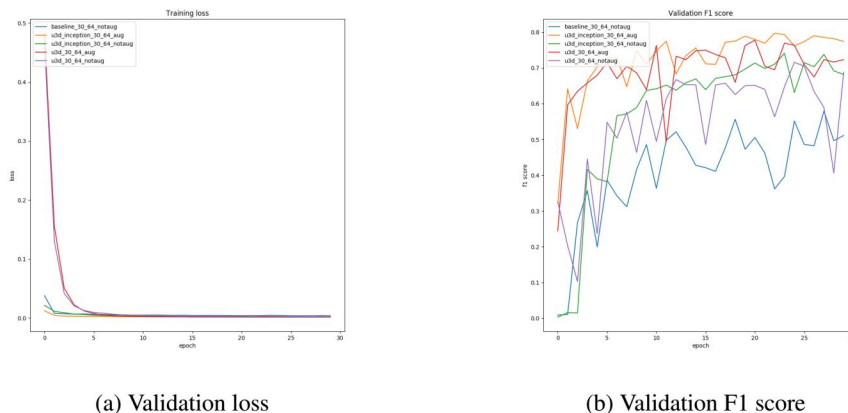 Training loss
baseline_30_64_notaug
u3d_inception_30_64_aug
u3d_inception_30_64_notaug
u3d_30_64_aug
u3d_30_64_notaug
0.5
0.4
0.3
0.2
0.1
0.0
loss
0
5
10
15
20
25
30
epoch
Validation F1 score
baseline_30_64_notaug
u3d_inception_30_64_aug
u3d_inception_30_64_notaug
u3d_30_64_aug
u3d_30_64_notaug
0.8
0.7
0.6
0.5
0.4
0.3
0.2
0.1
0.0
f1 score
0
5
10
15
20
25
epoch
(a) Validation loss
(b) Validation F1 score